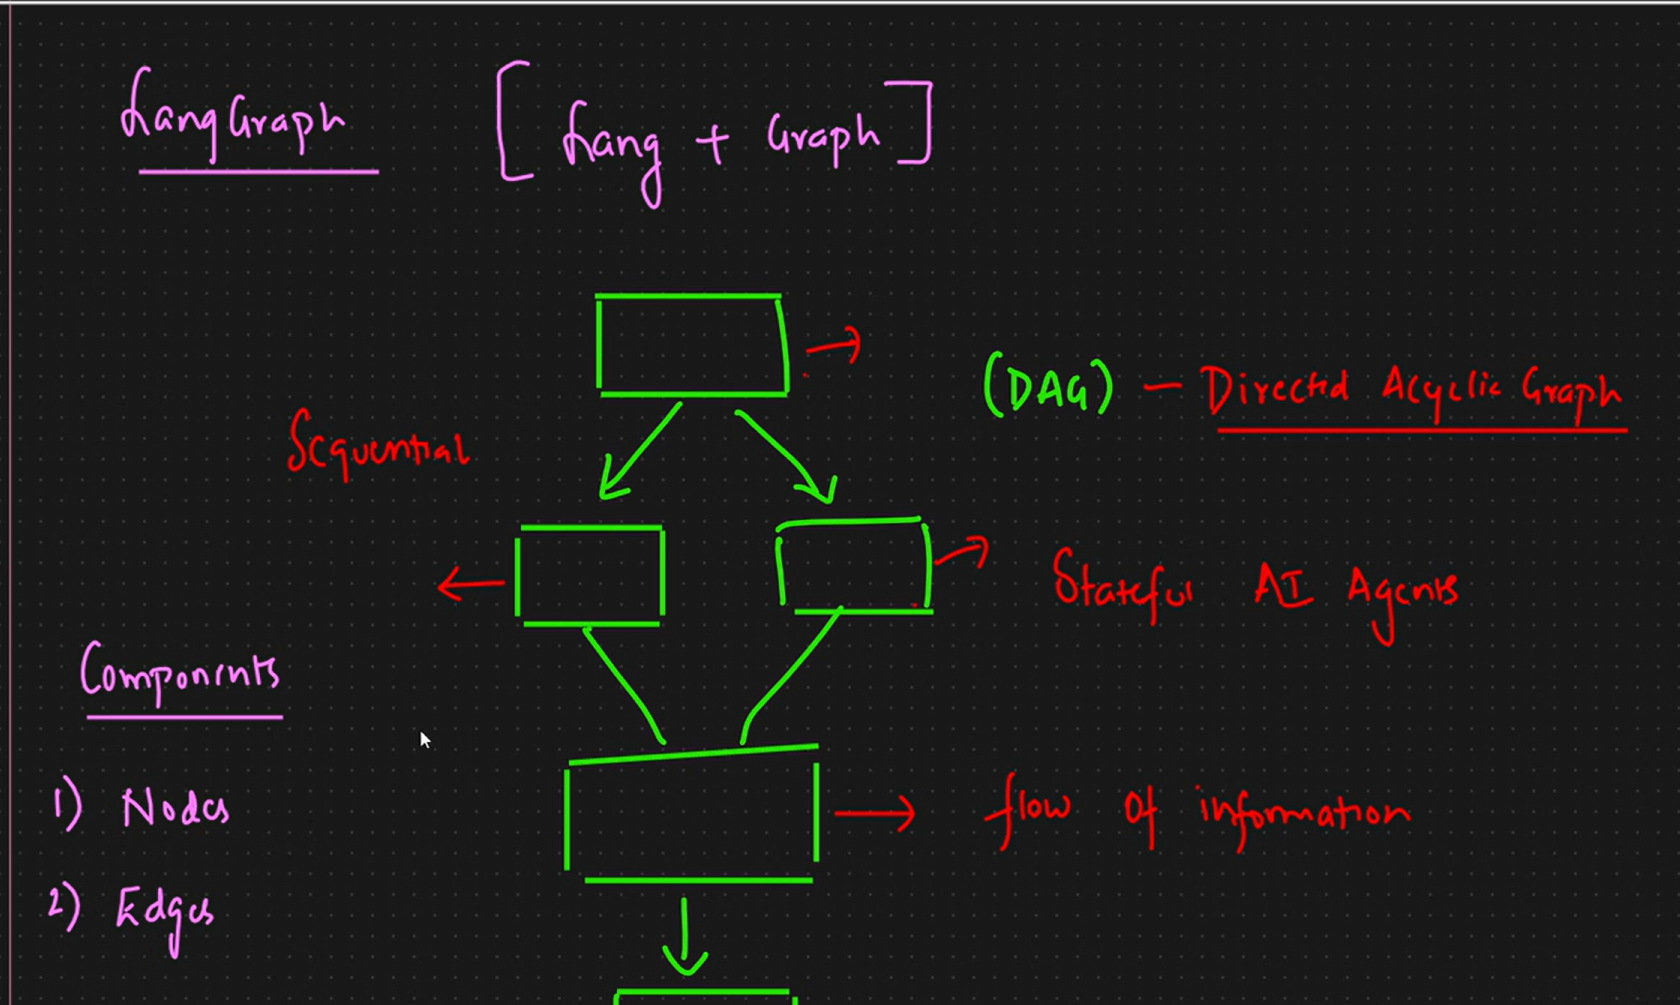 LangGraph [ Lang + Graph ]
(DAG) - Directed Acyclic Graph
Sequential
Stateful AI Agents
Components
1) Nodes
flow of information
2) Edges